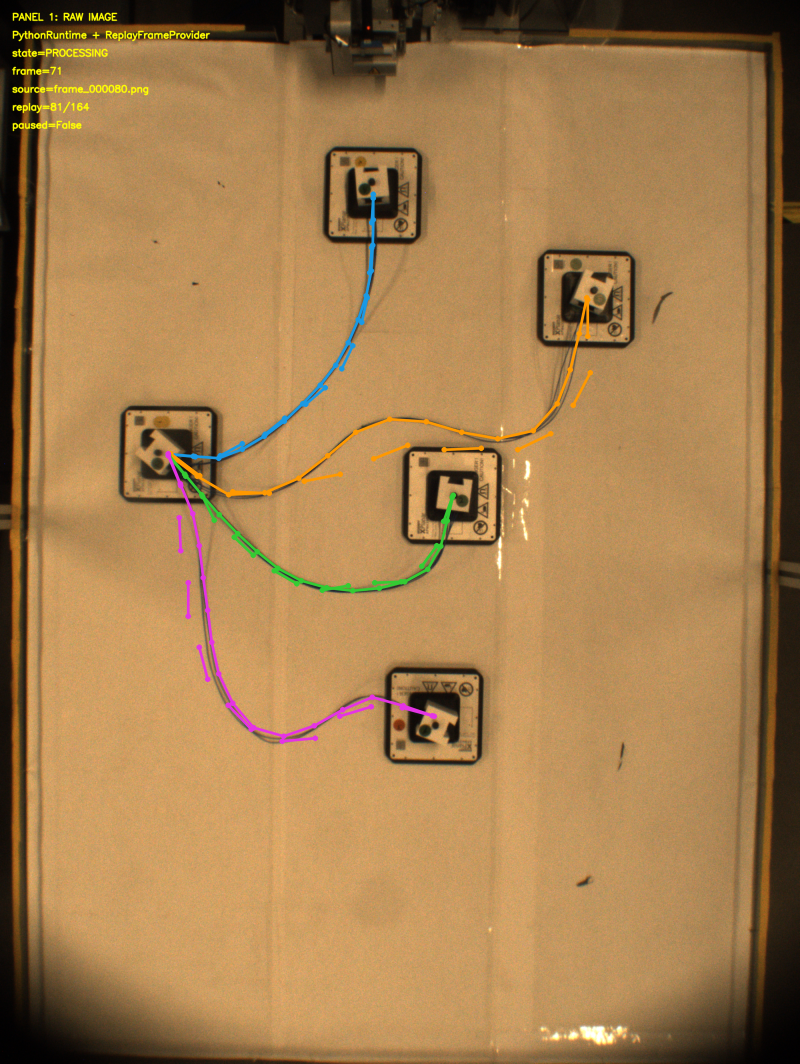 PANEL 1: RAW IMAGE
PythonRuntime + ReplayFrameProvider
state=PROCESSING
frame=71
source=frame_000080.png
replay=81/164
paused=False